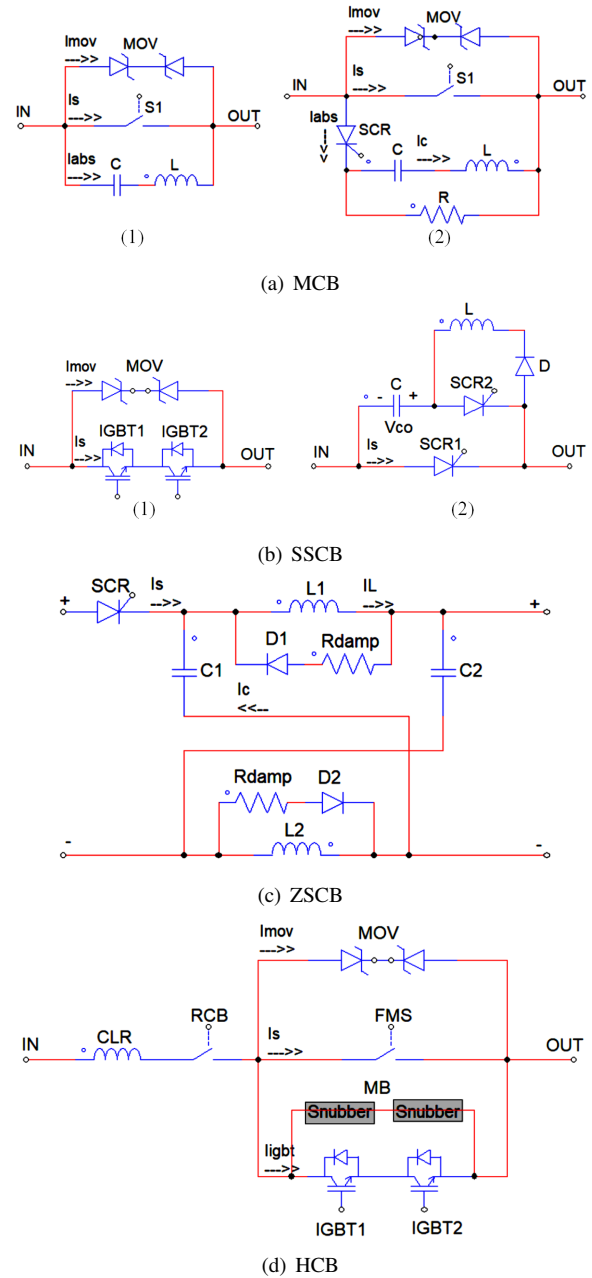 Imov MOV
--->>
IN Is S1 OUT
--->>
Iabs C L
--->>
(1)
Imov MOV
--->>
IN Is S1 OUT
--->>
Iabs SCR
--->>
C Ic L
--->>
R
(2)
(a) MCB
Imov MOV
-->>
IGBT1 IGBT2
IN Is OUT
-->>
(1)
L
D
- C + SCR2
Vco
IN Is SCR1 OUT
-->>
(2)
(b) SSCB
+ SCR Is L1 IL +
-->> -->>
D1 Rdamp
C1 C2
Ic
<<--
Rdamp D2
- L2 -
(c) ZSCB
Imov MOV
--->>
RCB FMS
IN CLR Is OUT
--->>
MB
Snubber Snubber
Iigbt
--->>
IGBT1 IGBT2
(d) HCB